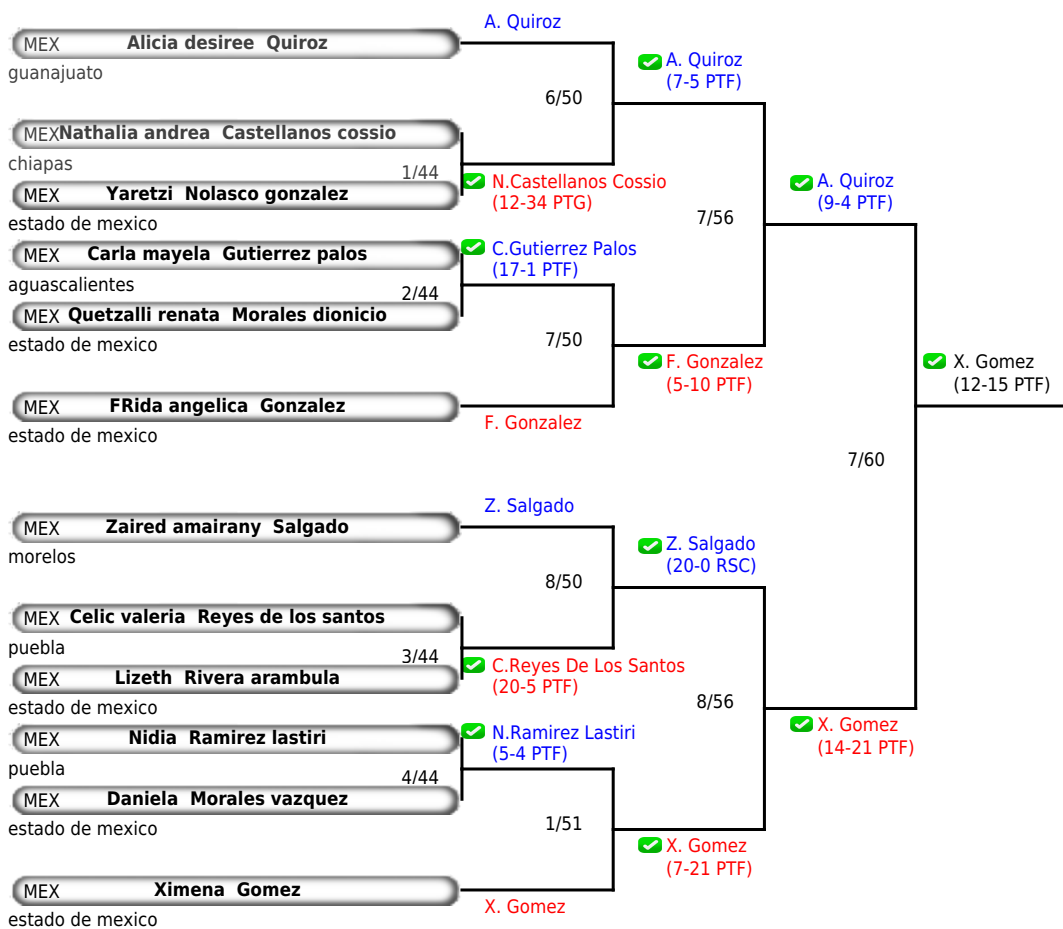 A. Quiroz
MEX Alicia desiree Quiroz
guanajuato
A. Quiroz
(7-5 PTF)
6/50
MEX Nathalia andrea Castellanos cossio
chiapas
1/44
N.Castellanos Cossio
(12-34 PTG)
MEX Yaretzi Nolasco gonzalez
estado de mexico
A. Quiroz
(9-4 PTF)
7/56
MEX Carla mayela Gutierrez palos
aguascalientes
C.Gutierrez Palos
(17-1 PTF)
2/44
MEX Quetzalli renata Morales dionicio
estado de mexico
7/50
F. Gonzalez
(5-10 PTF)
X. Gomez
(12-15 PTF)
MEX FRida angelica Gonzalez
estado de mexico
F. Gonzalez
7/60
Z. Salgado
MEX Zaired amairany Salgado
morelos
Z. Salgado
(20-0 RSC)
8/50
MEX Celic valeria Reyes de los santos
puebla
3/44
C.Reyes De Los Santos
(20-5 PTF)
MEX Lizeth Rivera arambula
estado de mexico
8/56
X. Gomez
(14-21 PTF)
MEX Nidia Ramirez lastiri
puebla
N.Ramirez Lastiri
(5-4 PTF)
4/44
MEX Daniela Morales vazquez
estado de mexico
1/51
X. Gomez
(7-21 PTF)
MEX Ximena Gomez
estado de mexico
X. Gomez